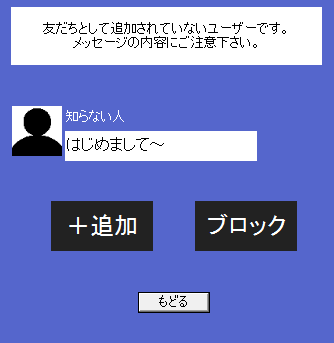 友だちとして追加されていないユーザーです。
メッセージの内容にご注意下さい。
知らない人
はじめまして～
＋追加
ブロック
もどる